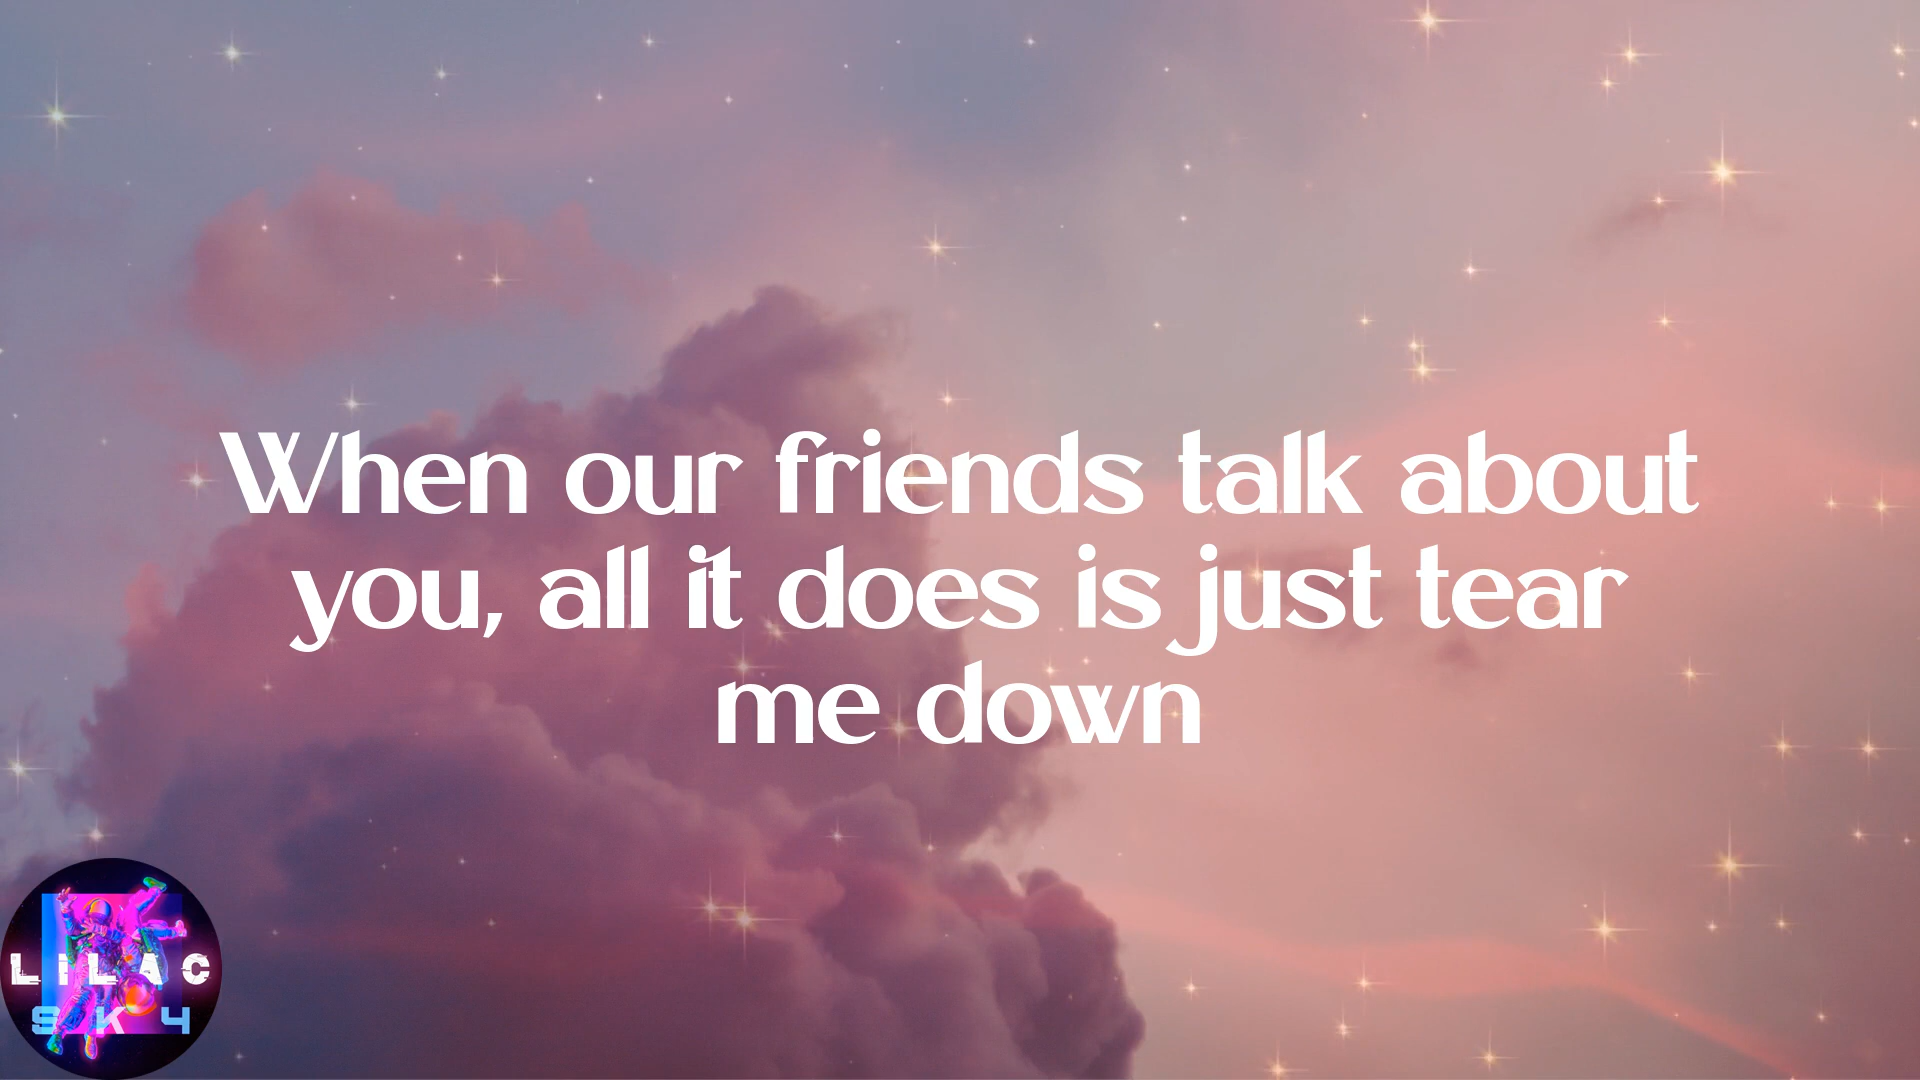 When our friends talk about
you, all it does is just tear
me down
LILAC
SKY